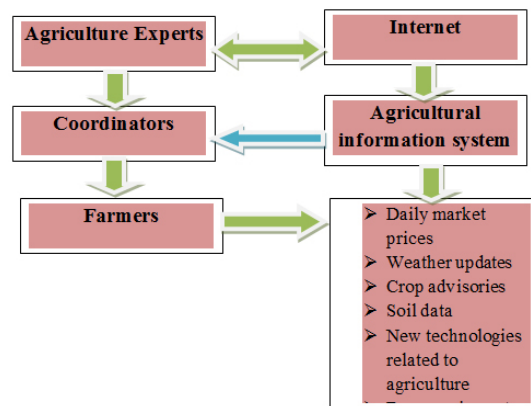 Agriculture Experts
Internet
Coordinators
Agricultural
information system
Farmers
➢ Daily market
prices
➢ Weather updates
➢ Crop advisories
➢ Soil data
➢ New technologies
related to
agriculture